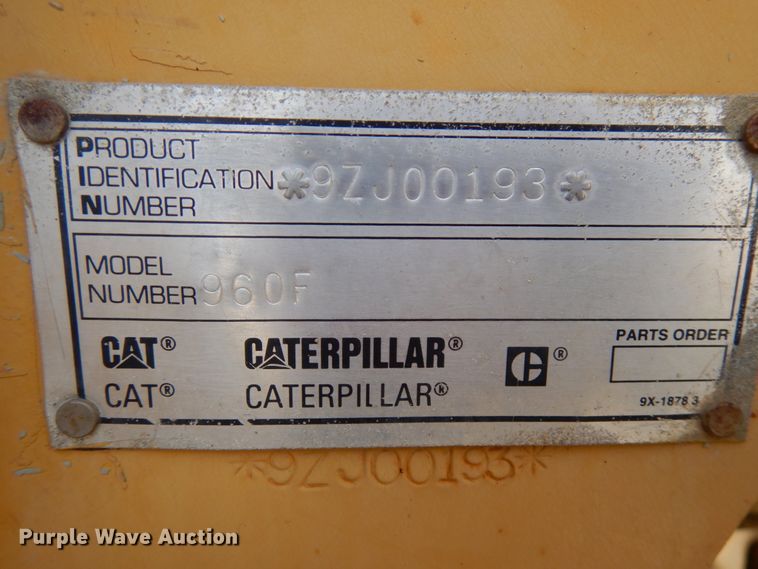 PRODUCT
IDENTIFICATION *9ZJ00193*
NUMBER
MODEL
NUMBER 960F
CAT® CATERPILLAR® C® PARTS ORDER
CAT® CATERPILLAR® 9X-1878 3
*9ZJ00193*
Purple Wave Auction